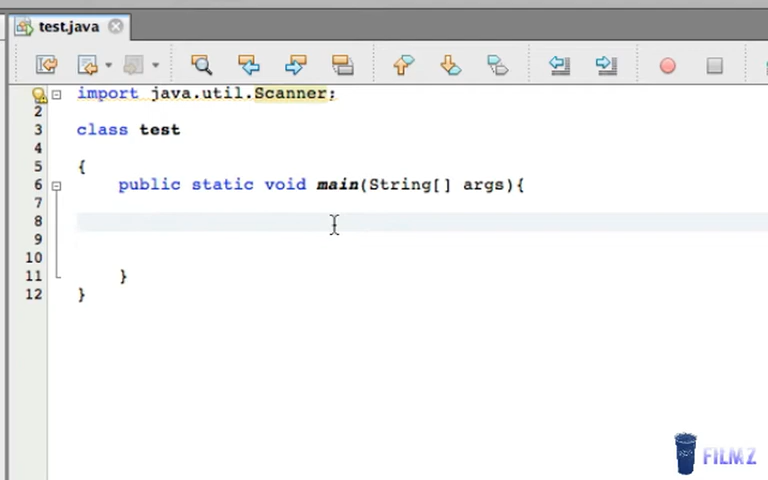 test.java
import java.util.Scanner;
2
3 class test
4
5 {
6 public static void main(String[] args){
7
8
9
10
11 }
12 }
FILMZ